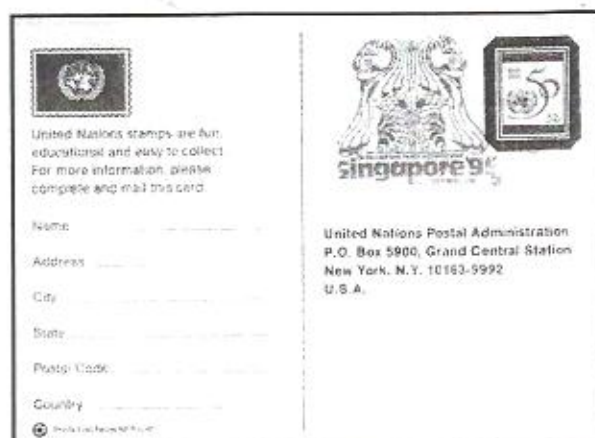 United Nations stamps are fun,
educational and easy to collect.
For more information, please
complete and mail this card.
Name
Address
City
State
Postal Code
Country
50
singapore'95
United Nations Postal Administration
P.O. Box 5900, Grand Central Station
New York, N.Y. 10163-9992
U.S.A.